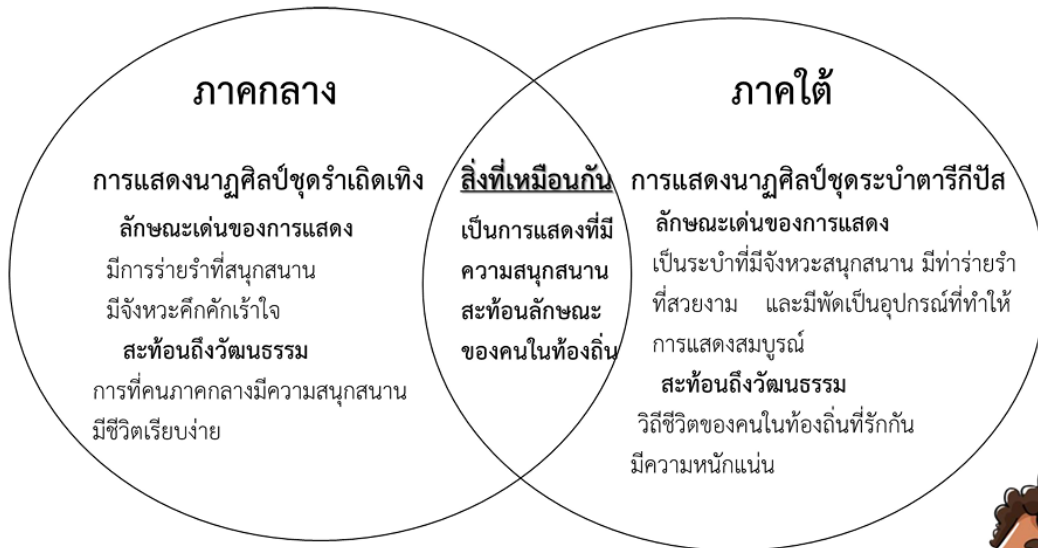 ภาคกลาง
การแสดงนาฏศิลป์ชุดรำเถิดเทิง
ลักษณะเด่นของการแสดง
มีการร่ายรำที่สนุกสนาน
มีจังหวะคึกคักเร้าใจ
สะท้อนถึงวัฒนธรรม
การที่คนภาคกลางมีความสนุกสนาน
มีชีวิตเรียบง่าย
สิ่งที่เหมือนกัน
เป็นการแสดงที่มี
ความสนุกสนาน
สะท้อนลักษณะ
ของคนในท้องถิ่น
ภาคใต้
การแสดงนาฏศิลป์ชุดระบำตารีกีปัส
ลักษณะเด่นของการแสดง
เป็นระบำที่มีจังหวะสนุกสนาน มีท่าร่ายรำ
ที่สวยงาม และมีพัดเป็นอุปกรณ์ที่ทำให้
การแสดงสมบูรณ์
สะท้อนถึงวัฒนธรรม
วิถีชีวิตของคนในท้องถิ่นที่รักกัน
มีความหนักแน่น